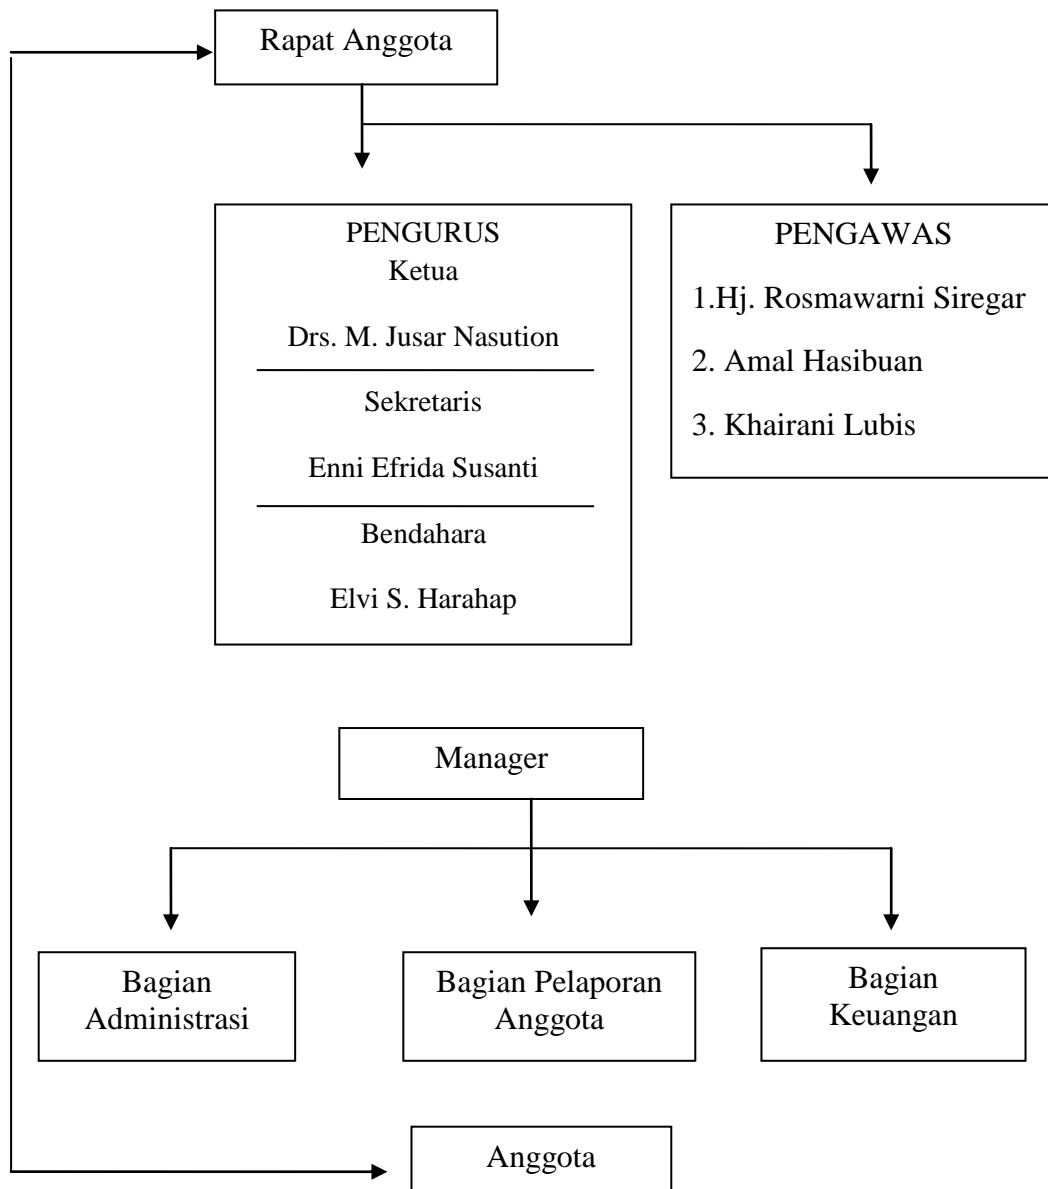 Rapat Anggota
PENGURUS
Ketua
Drs. M. Jusar Nasution
Sekretaris
Enni Efrida Susanti
Bendahara
Elvi S. Harahap
PENGAWAS
1.Hj. Rosmawarni Siregar
2. Amal Hasibuan
3. Khairani Lubis
Manager
Bagian
Administrasi
Bagian Pelaporan
Anggota
Bagian
Keuangan
Anggota